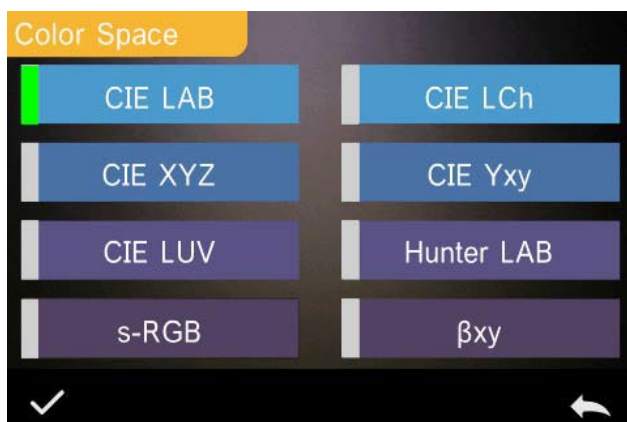 Color Space
CIE LAB
CIE LCh
CIE XYZ
CIE Yxy
CIE LUV
Hunter LAB
s-RGB
βxy